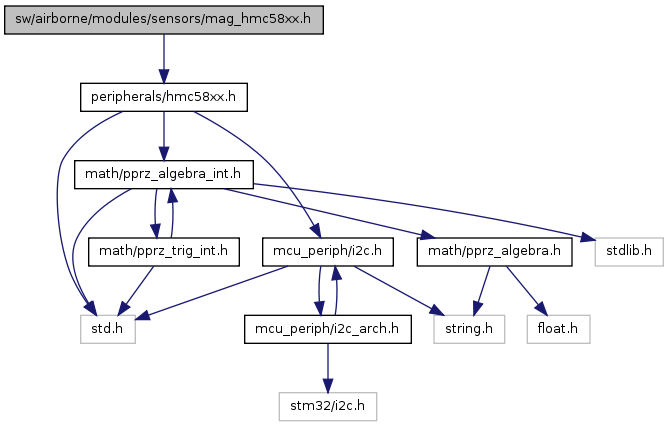 sw/airborne/modules/sensors/mag_hmc58xx.h
peripherals/hmc58xx.h
math/pprz_algebra_int.h
math/pprz_trig_int.h
mcu_periph/i2c.h
math/pprz_algebra.h
stdlib.h
std.h
mcu_periph/i2c_arch.h
string.h
float.h
stm32/i2c.h